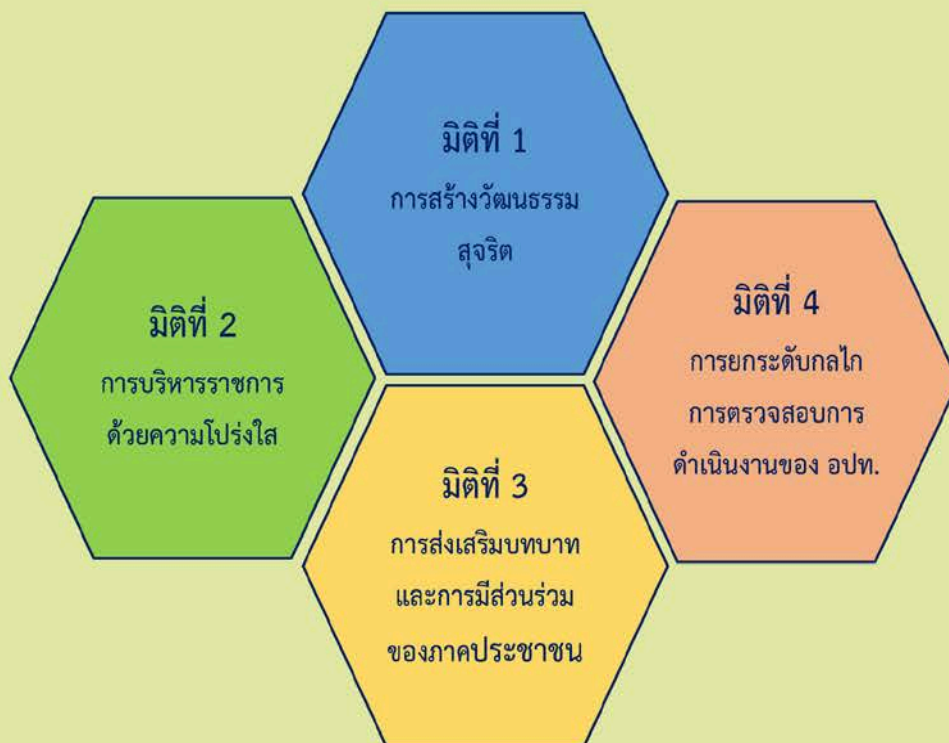 มิติที่ 1
การสร้างวัฒนธรรม
สุจริต
มิติที่ 2
การบริหารราชการ
ด้วยความโปร่งใส
มิติที่ 3
การส่งเสริมบทบาท
และการมีส่วนร่วม
ของภาคประชาชน
มิติที่ 4
การยกระดับกลไก
การตรวจสอบการ
ดำเนินงานของ อปท.